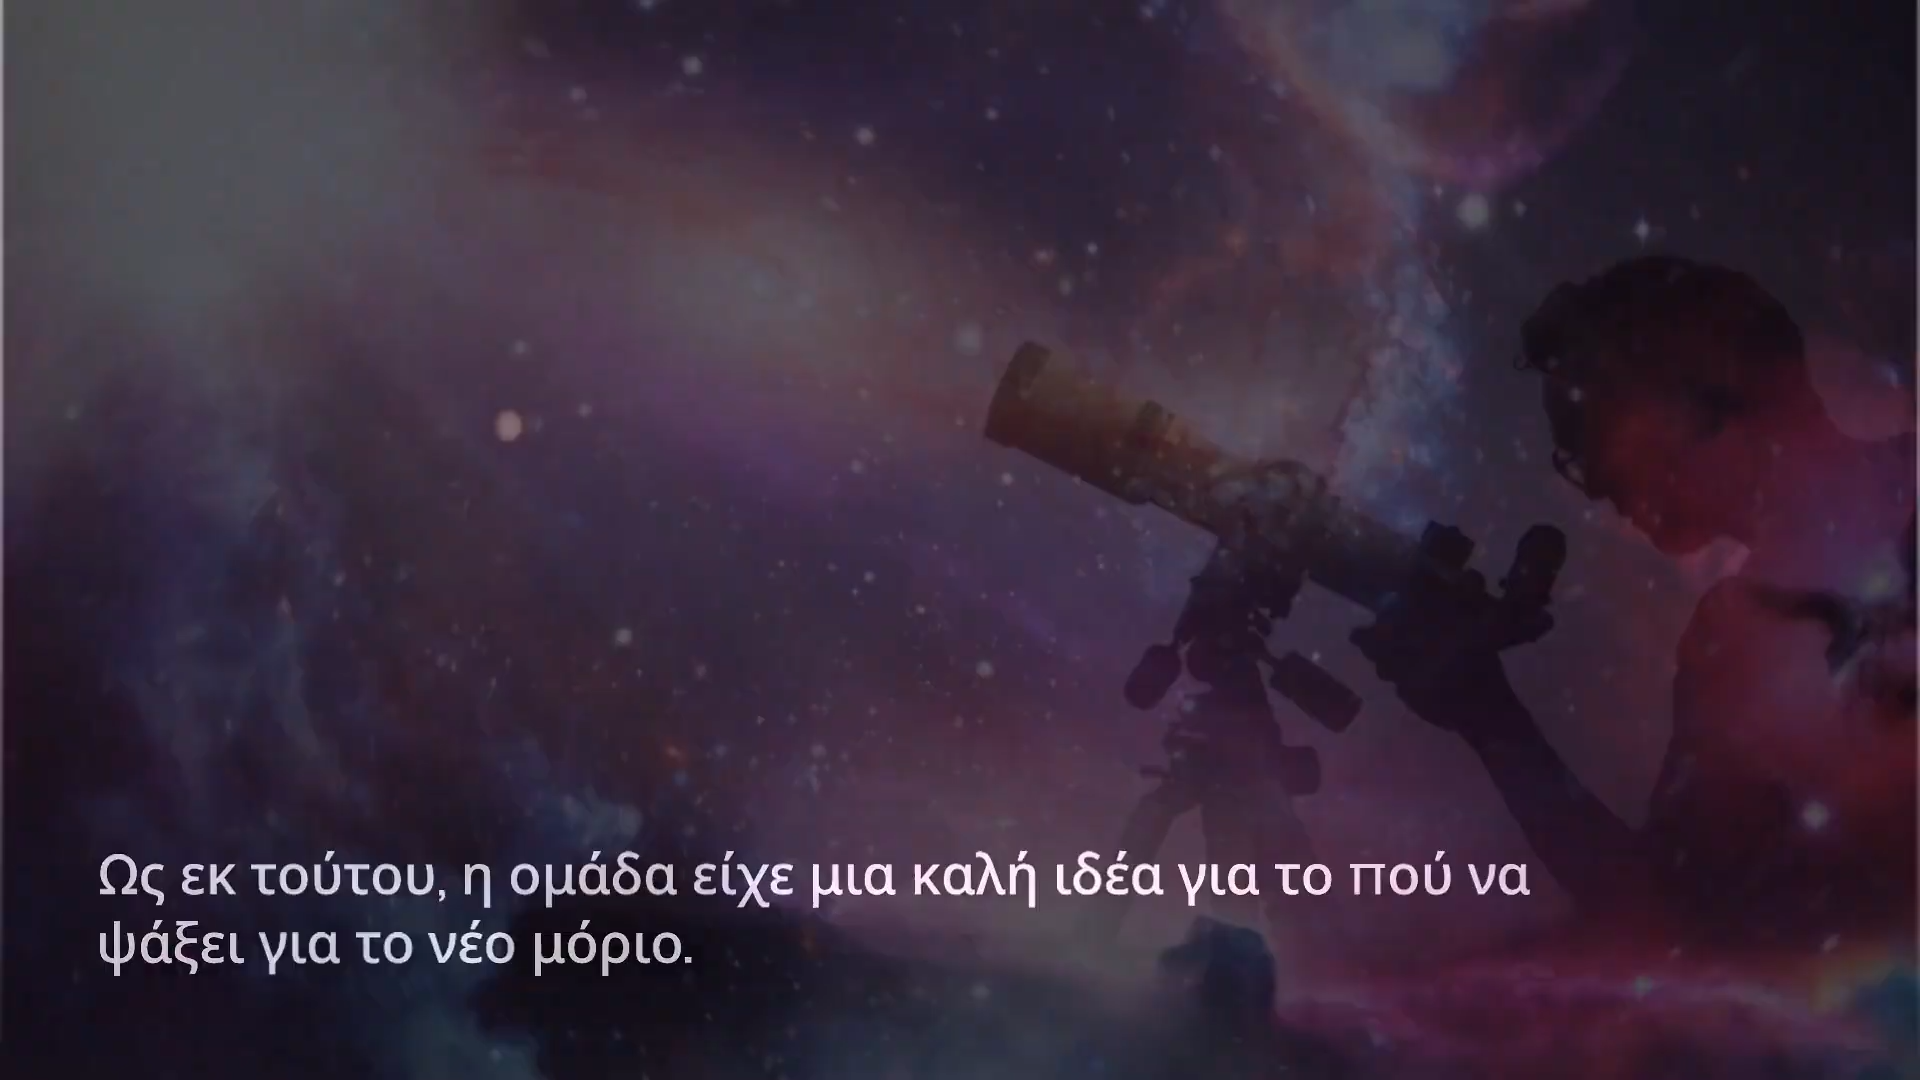 Ως εκ τούτου, η ομάδα είχε μια καλή ιδέα για το πού να
ψάξει για το νέο μόριο.